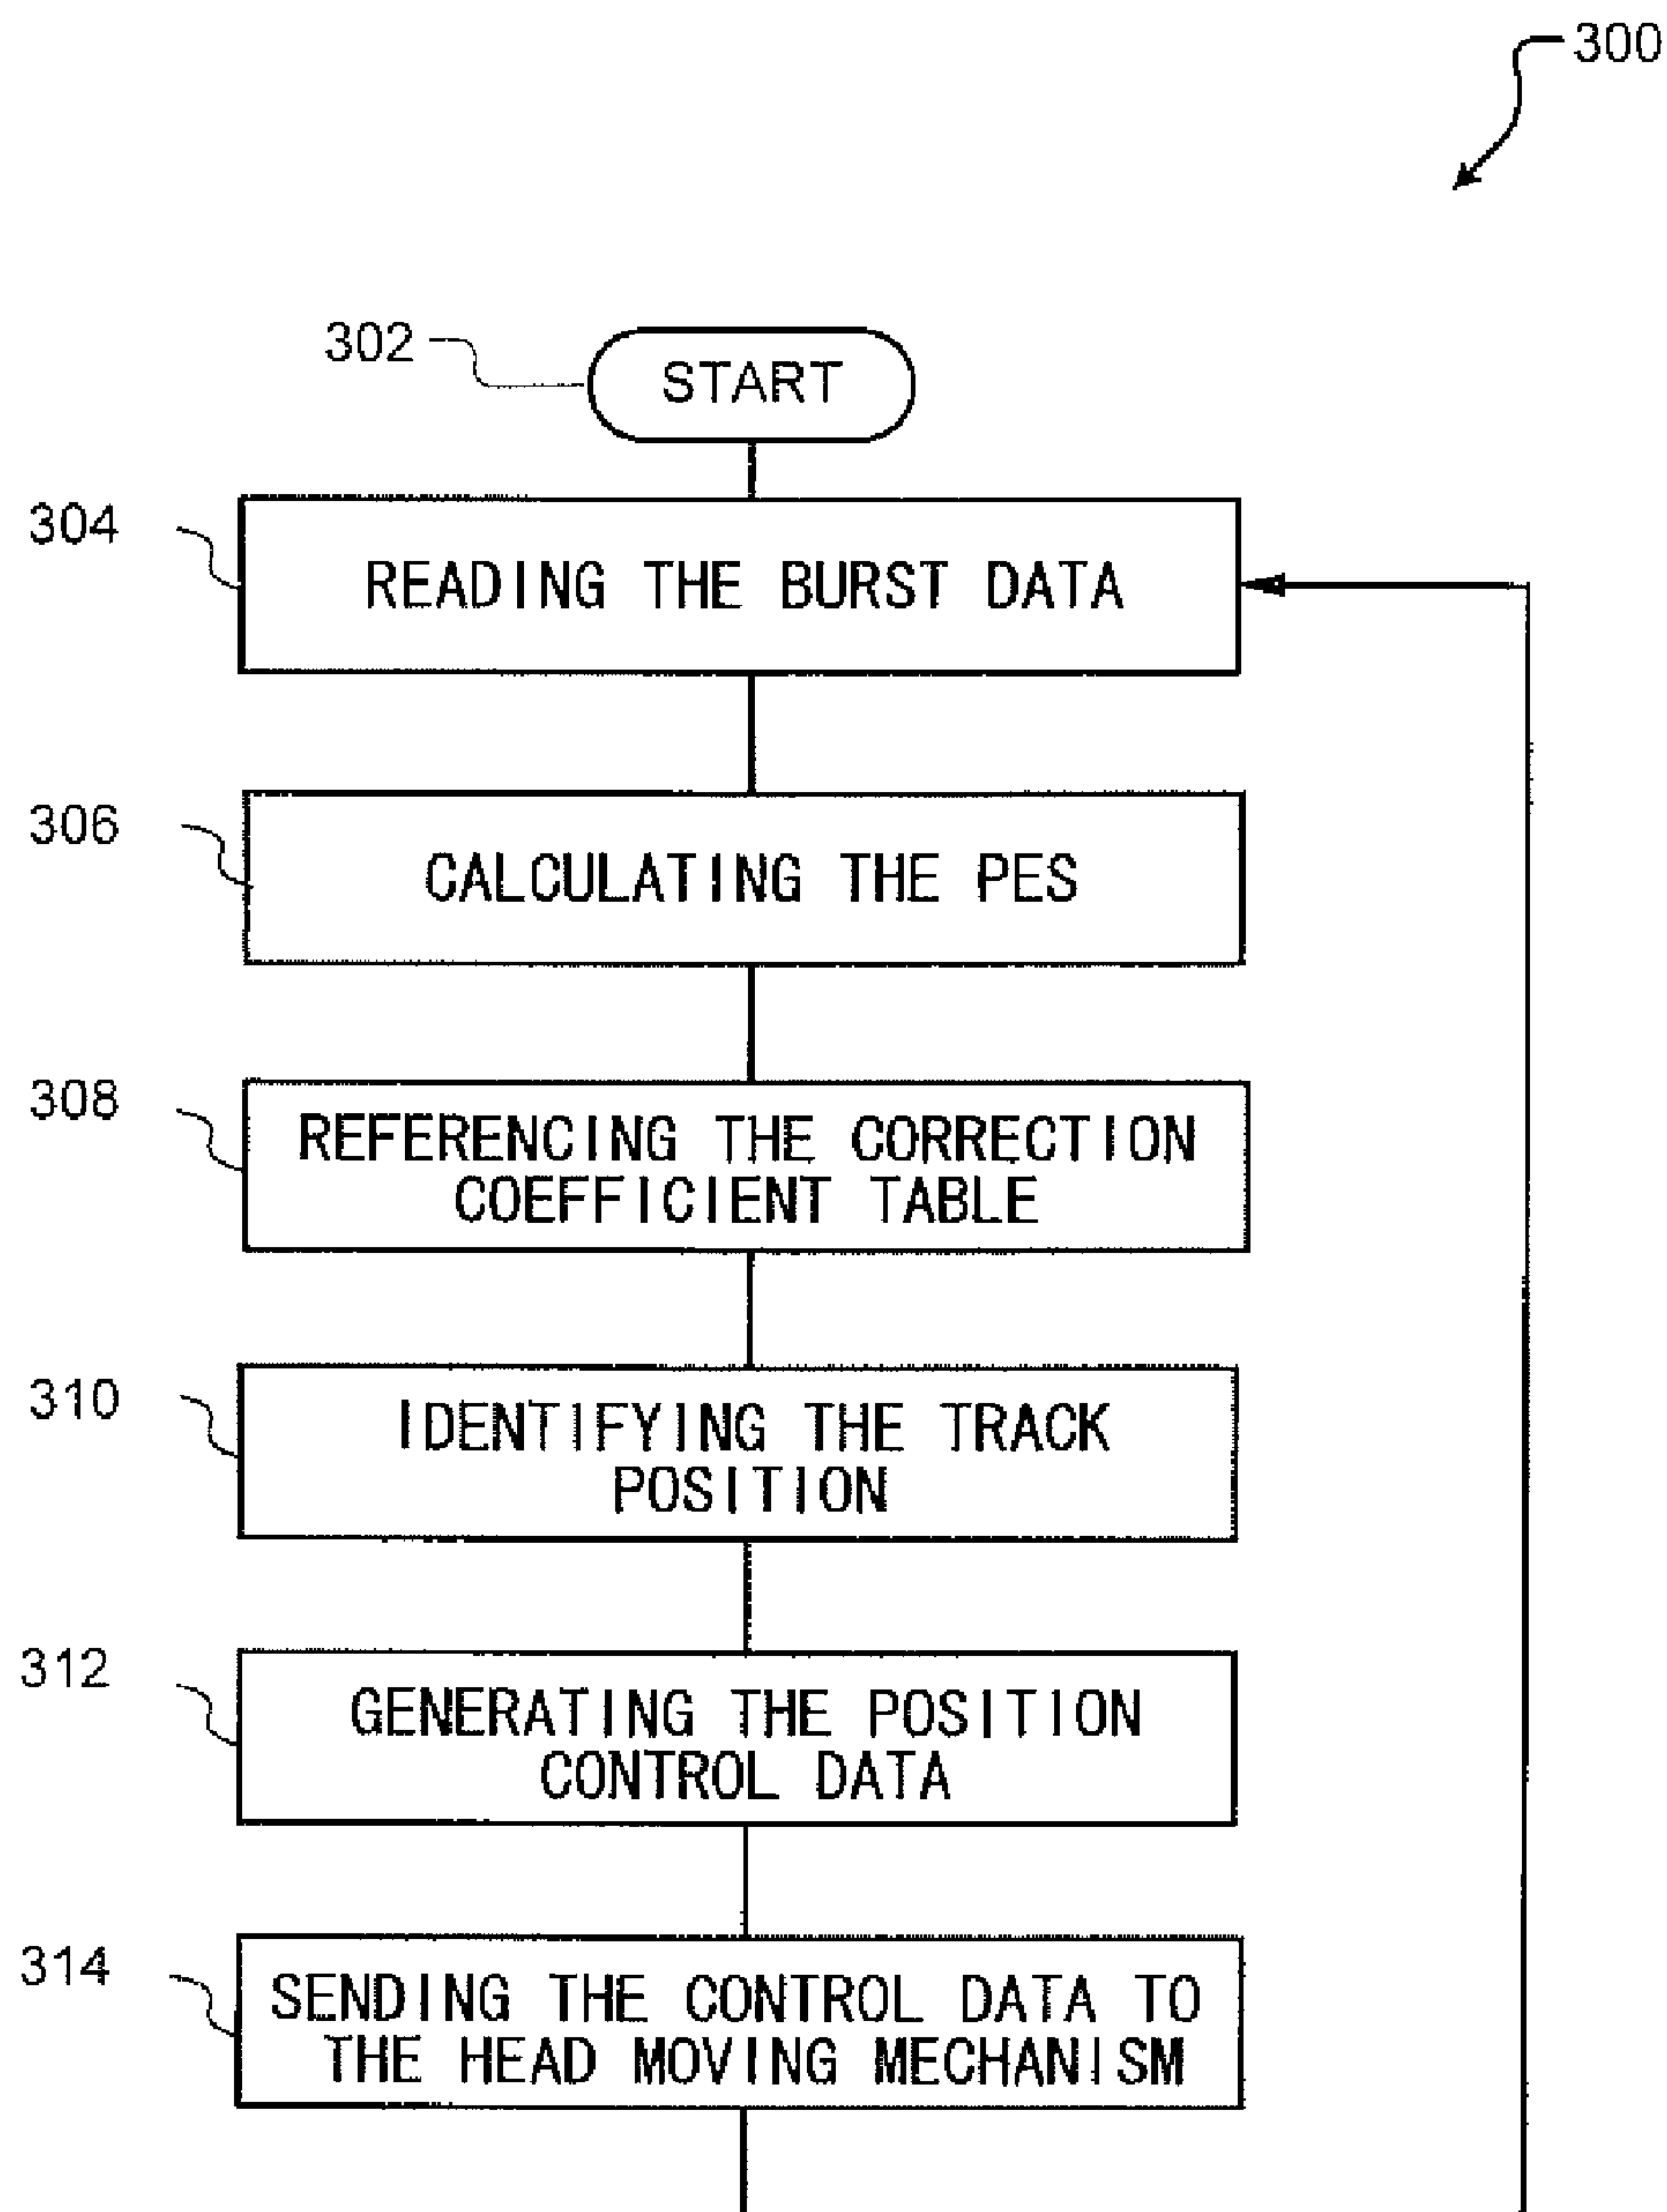 300
302
START
304
READING THE BURST DATA
306
CALCULATING THE PES
308
REFERENCING THE CORRECTION
COEFFICIENT TABLE
310
IDENTIFYING THE TRACK
POSITION
312
GENERATING THE POSITION
CONTROL DATA
314
SENDING THE CONTROL DATA TO
THE HEAD MOVING MECHANISM